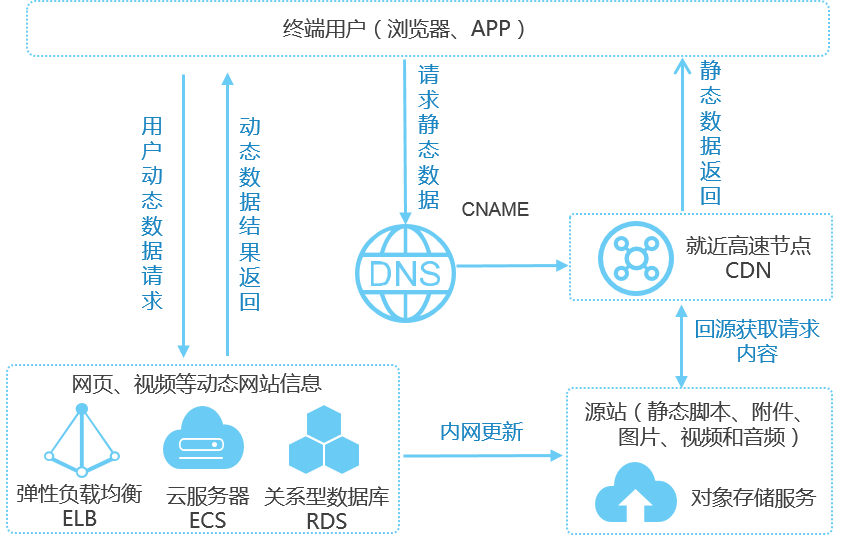 终端用户（浏览器、APP）
用户动态数据请求
动态数据结果返回
请求静态数据
静态数据返回
CNAME
DNS
就近高速节点
CDN
回源获取请求
内容
网页、视频等动态网站信息
弹性负载均衡
ELB
云服务器
ECS
关系型数据库
RDS
内网更新
源站（静态脚本、附件、
图片、视频和音频）
对象存储服务